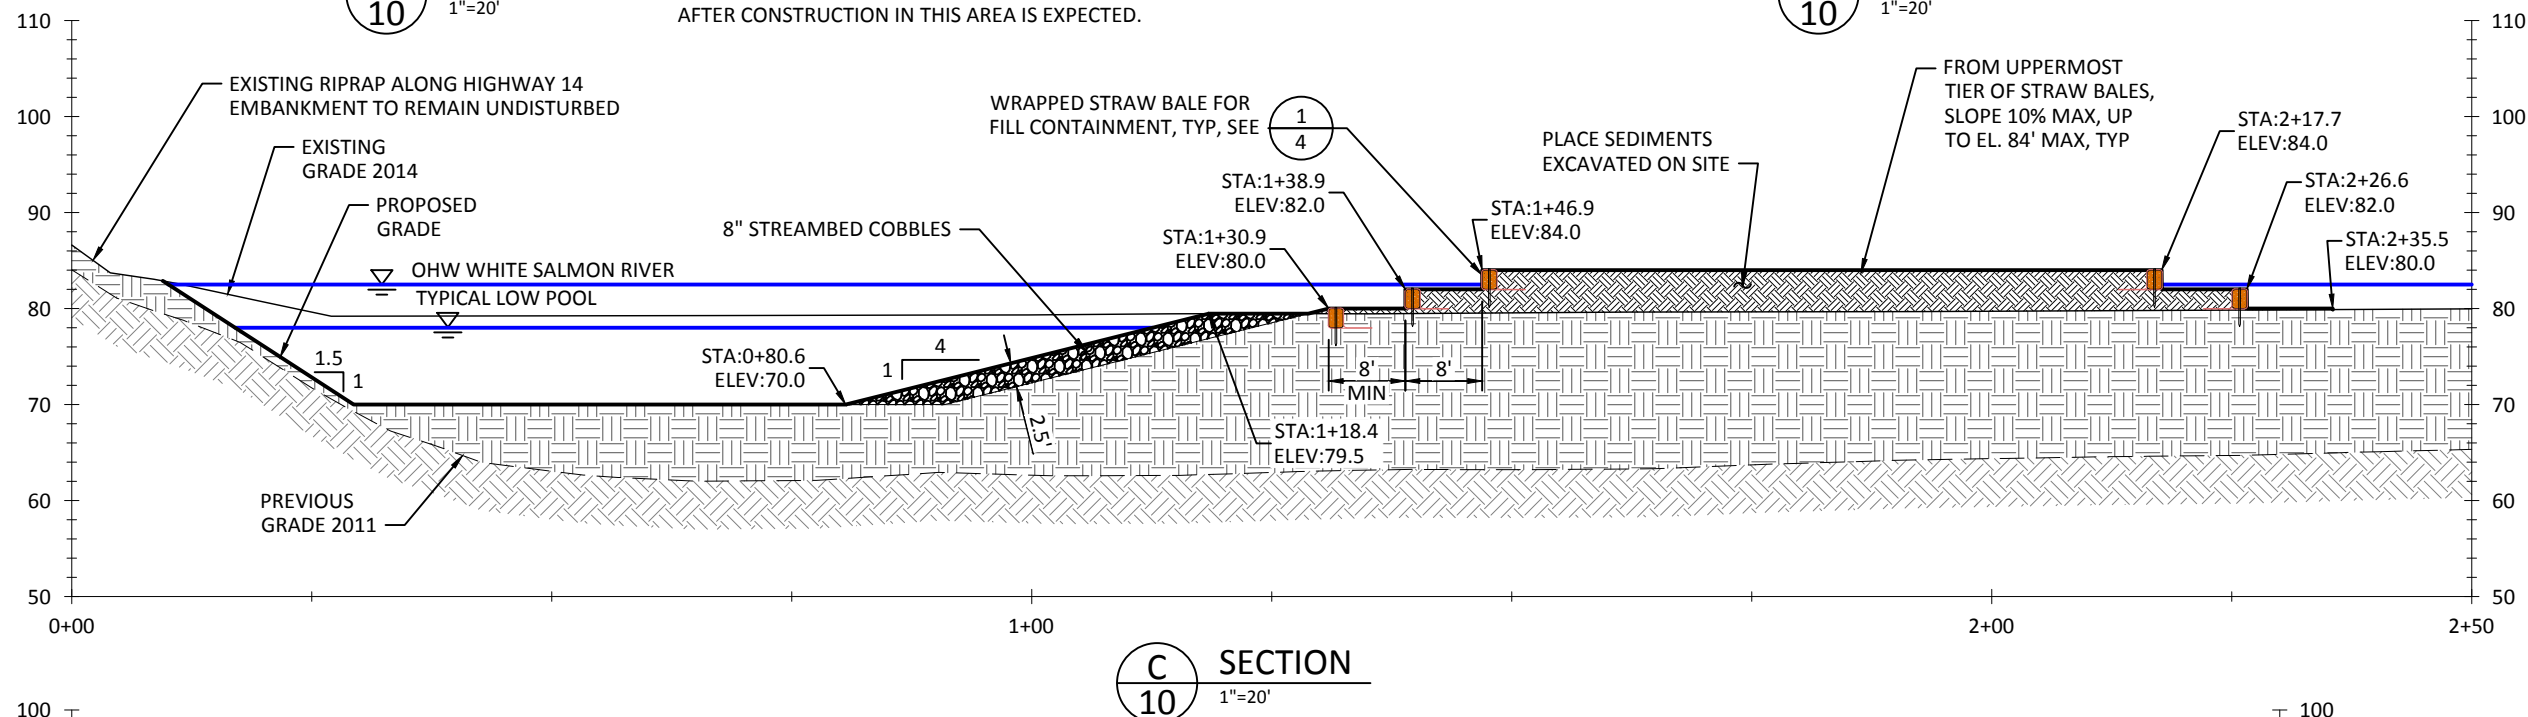 10
1"=20'
AFTER CONSTRUCTION IN THIS AREA IS EXPECTED.
10
1"=20'
110
100
90
80
70
60
50
110
100
90
80
70
60
50
EXISTING RIPRAP ALONG HIGHWAY 14
EMBANKMENT TO REMAIN UNDISTURBED
EXISTING
GRADE 2014
PROPOSED
GRADE
OHW WHITE SALMON RIVER
TYPICAL LOW POOL
8" STREAMBED COBBLES
WRAPPED STRAW BALE FOR
FILL CONTAINMENT, TYP, SEE
1
4
STA:1+38.9
ELEV:82.0
STA:1+30.9
ELEV:80.0
STA:1+46.9
ELEV:84.0
PLACE SEDIMENTS
EXCAVATED ON SITE
FROM UPPERMOST
TIER OF STRAW BALES,
SLOPE 10% MAX, UP
TO EL. 84' MAX, TYP
STA:2+17.7
ELEV:84.0
STA:2+26.6
ELEV:82.0
STA:2+35.5
ELEV:80.0
1.5
1
STA:0+80.6
ELEV:70.0
1
4
2.5'
8'
MIN
8'
STA:1+18.4
ELEV:79.5
PREVIOUS
GRADE 2011
0+00
1+00
2+00
2+50
C
10
SECTION
1"=20'
100
100